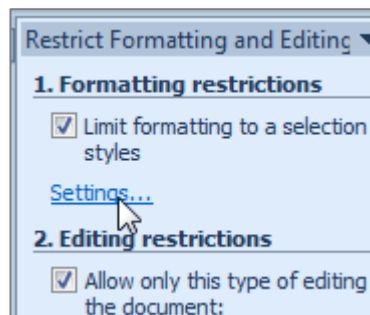 Restrict Formatting and Editing
1. Formatting restrictions
Limit formatting to a selection
styles
Settings...
2. Editing restrictions
Allow only this type of editing
the document: